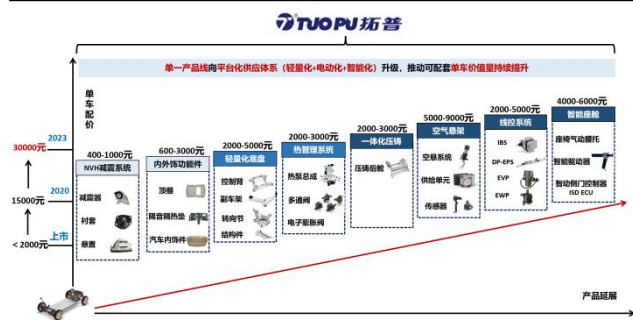 TUOPU拓普
单一产品线向平台化供应体系（轻量化+电动化+智能化）升级，推动可配套单车价值量持续提升
单车配价
2023
30000元
2020
15000元
上市
＜2000元
400-1000元
NVH减震系统
减震器
衬套
悬置
600-3000元
内外饰功能件
顶棚
隔音隔热垫
汽车内饰件
2000-5000元
轻量化底盘
控制臂
副车架
转向节
结构件
2000-3000元
热管理系统
热泵总成
多通阀
电子膨胀阀
2000-3000元
一体化压铸
压铸后舱
5000-9000元
空气悬架
空悬系统
供给单元
传感器
2000-5000元
线控系统
IBS
DP-EPS
EVP
EWP
4000-6000元
智能座舱
座椅气动腰托
智能驱动器
智动侧门控制器
ISD ECU
产品延展